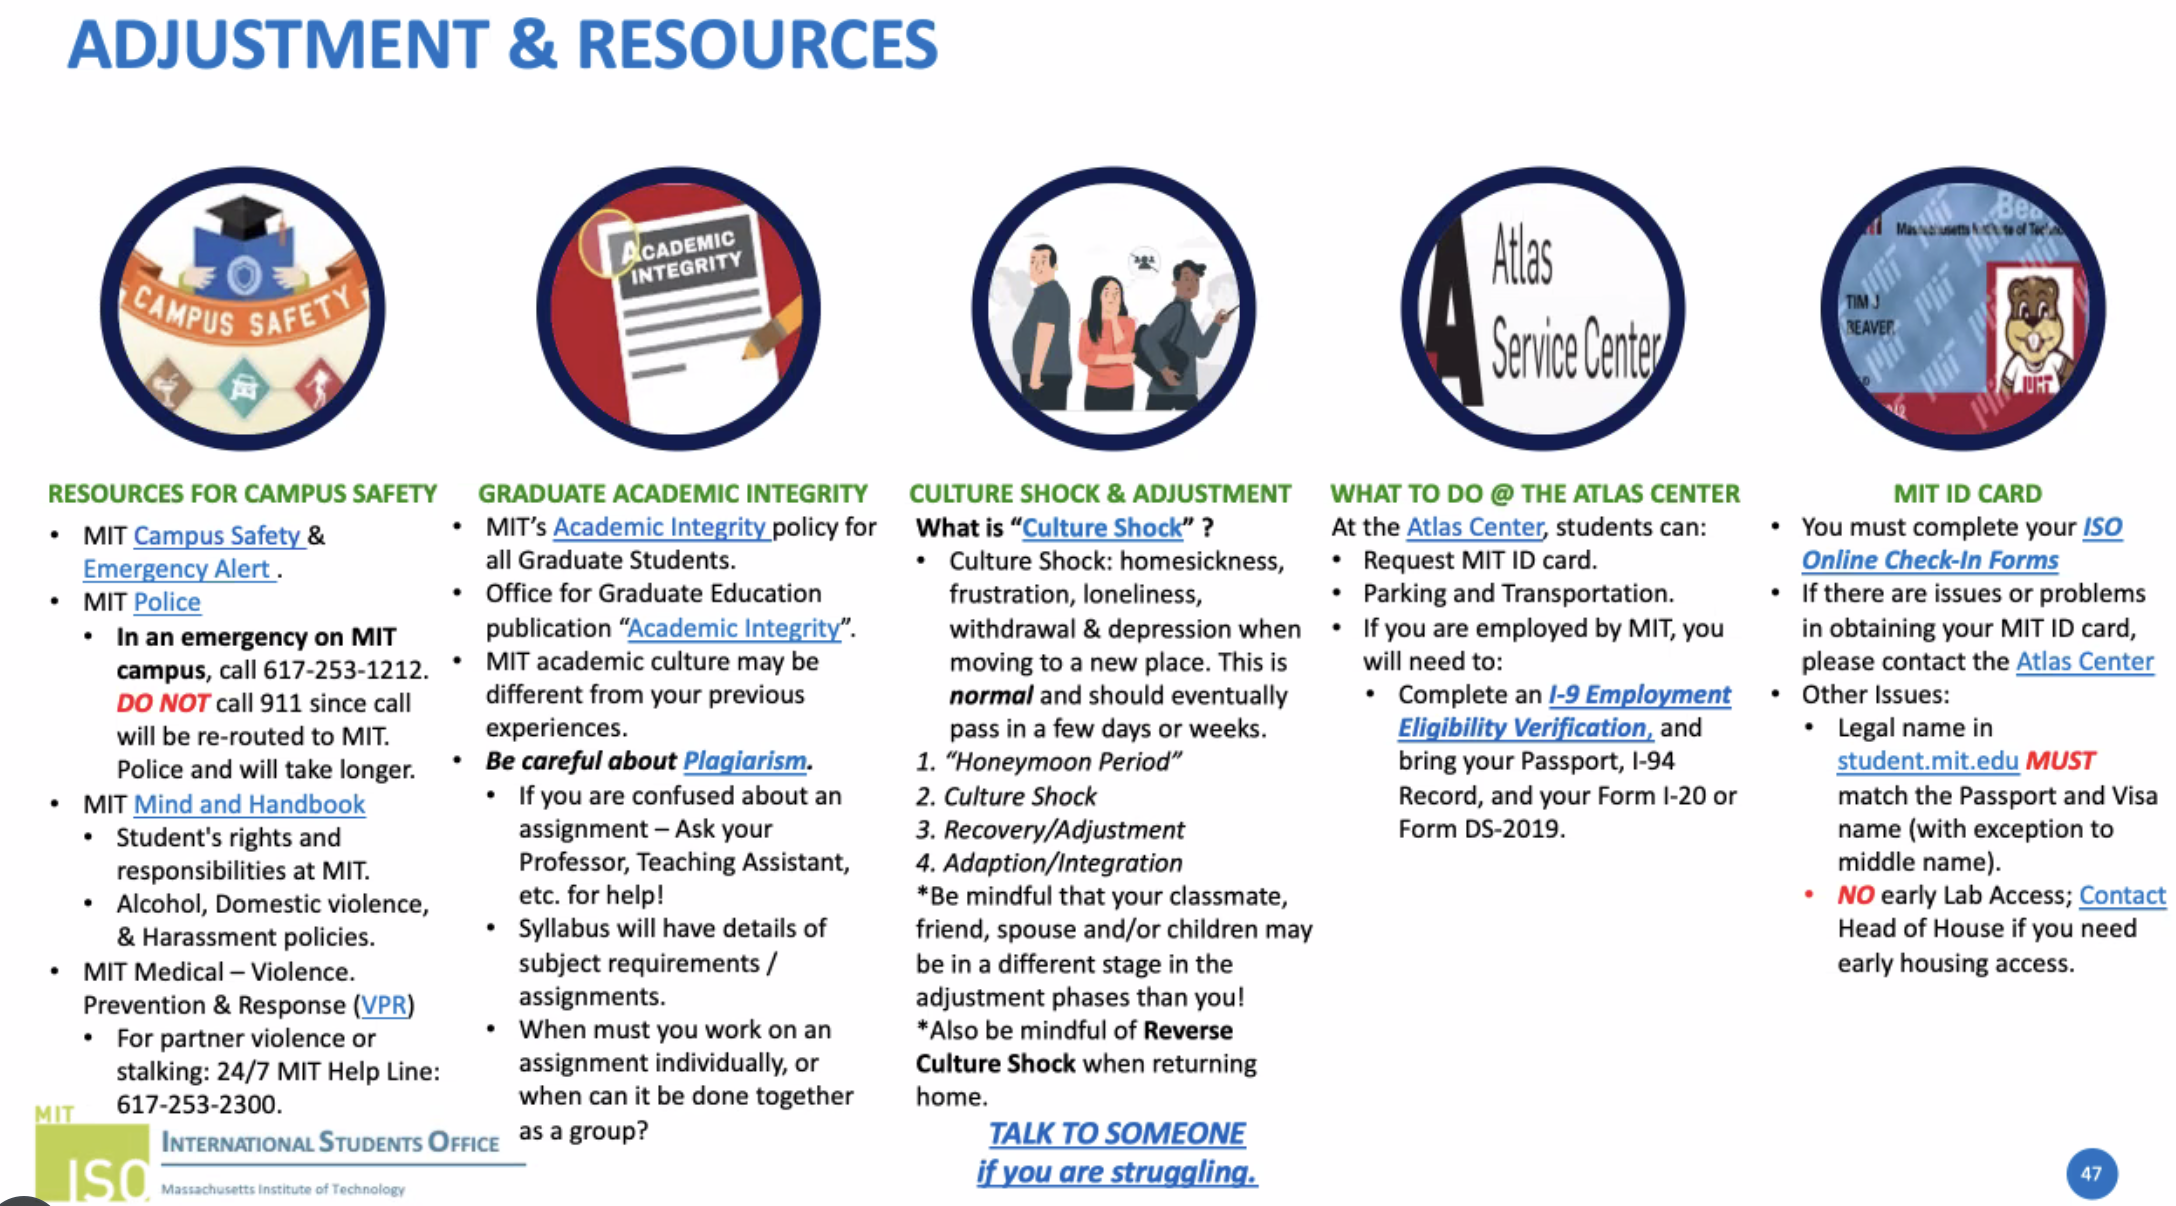 ADJUSTMENT & RESOURCES
CAMPUS SAFETY
ACADEMIC
INTEGRITY
Atlas
Service Center
Massachusetts Institute of Techno
TIM J
BEAVER
MIT
RESOURCES FOR CAMPUS SAFETY
• MIT Campus Safety &
Emergency Alert .
• MIT Police
• In an emergency on MIT
campus, call 617-253-1212.
DO NOT call 911 since call
will be re-routed to MIT.
Police and will take longer.
• MIT Mind and Handbook
• Student's rights and
responsibilities at MIT.
• Alcohol, Domestic violence,
& Harassment policies.
• MIT Medical – Violence.
Prevention & Response (VPR)
• For partner violence or
stalking: 24/7 MIT Help Line:
617-253-2300.
GRADUATE ACADEMIC INTEGRITY
• MIT's Academic Integrity policy for
all Graduate Students.
• Office for Graduate Education
publication “Academic Integrity”.
• MIT academic culture may be
different from your previous
experiences.
• Be careful about Plagiarism.
• If you are confused about an
assignment – Ask your
Professor, Teaching Assistant,
etc. for help!
• Syllabus will have details of
subject requirements /
assignments.
• When must you work on an
assignment individually, or
when can it be done together
as a group?
CULTURE SHOCK & ADJUSTMENT
What is “Culture Shock” ?
• Culture Shock: homesickness,
frustration, loneliness,
withdrawal & depression when
moving to a new place. This is
normal and should eventually
pass in a few days or weeks.
1. “Honeymoon Period”
2. Culture Shock
3. Recovery/Adjustment
4. Adaption/Integration
*Be mindful that your classmate,
friend, spouse and/or children may
be in a different stage in the
adjustment phases than you!
*Also be mindful of Reverse
Culture Shock when returning
home.
TALK TO SOMEONE
if you are struggling.
WHAT TO DO @ THE ATLAS CENTER
At the Atlas Center, students can:
• Request MIT ID card.
• Parking and Transportation.
• If you are employed by MIT, you
will need to:
• Complete an I-9 Employment
Eligibility Verification, and
bring your Passport, I-94
Record, and your Form I-20 or
Form DS-2019.
MIT ID CARD
• You must complete your ISO
Online Check-In Forms
• If there are issues or problems
in obtaining your MIT ID card,
please contact the Atlas Center
• Other Issues:
• Legal name in
student.mit.edu MUST
match the Passport and Visa
name (with exception to
middle name).
• NO early Lab Access; Contact
Head of House if you need
early housing access.
MIT
ISO
INTERNATIONAL STUDENTS OFFICE
Massachusetts Institute of Technology
47